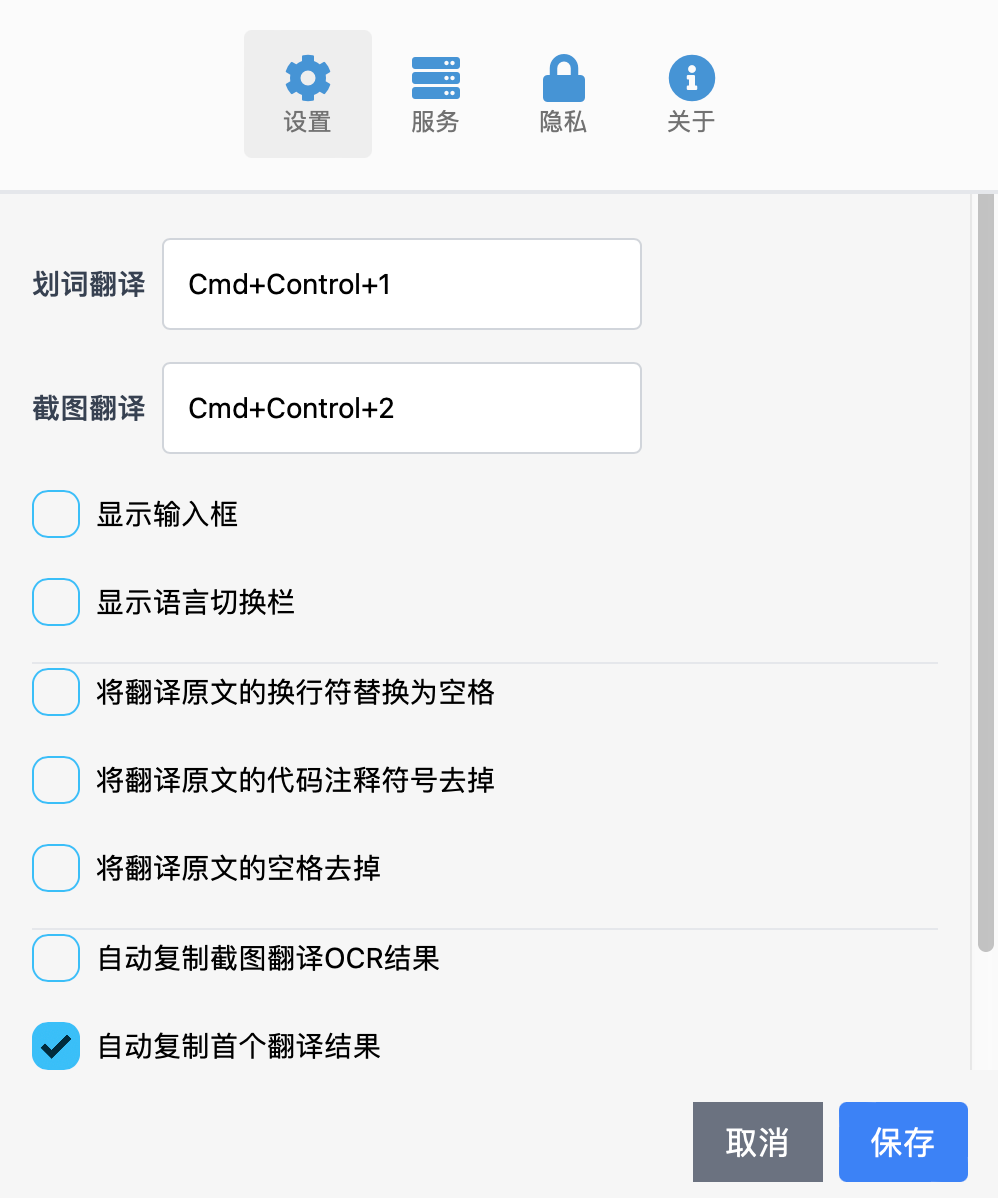 设置
服务
隐私
关于
划词翻译
Cmd+Control+1
截图翻译
Cmd+Control+2
显示输入框
显示语言切换栏
将翻译原文的换行符替换为空格
将翻译原文的代码注释符号去掉
将翻译原文的空格去掉
自动复制截图翻译OCR结果
自动复制首个翻译结果
取消
保存